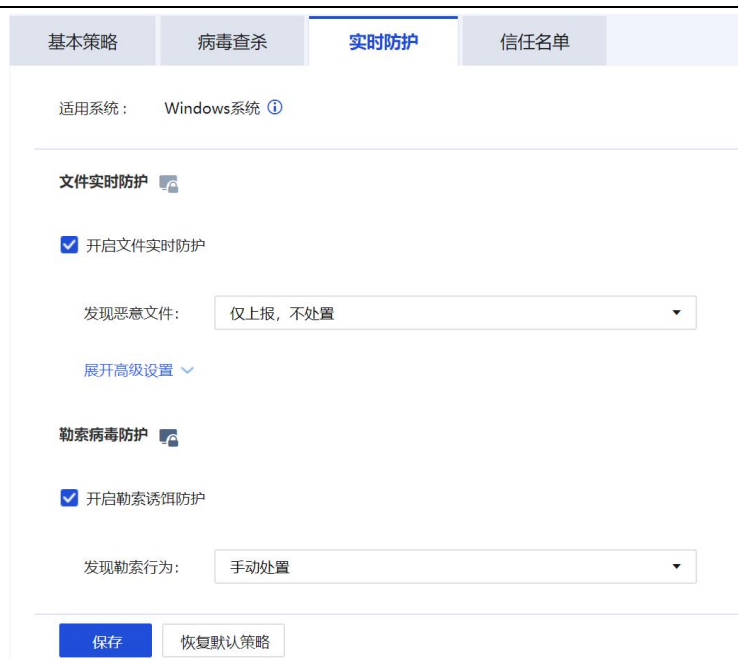 基本策略 病毒查杀 实时防护 信任名单
适用系统： Windows系统
文件实时防护
开启文件实时防护
发现恶意文件： 仅上报，不处置
展开高级设置
勒索病毒防护
开启勒索诱饵防护
发现勒索行为： 手动处置
保存 恢复默认策略